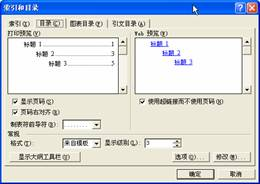 索引和目录
索引(X) 目录(C) 图表目录(F) 引文目录(A)
打印预览(V) Web 预览(W)
标题 1 1
标题 2 3
标题 3 5
标题 1
标题 2
标题 3
显示页码(S)
页码右对齐(R)
使用超链接而不使用页码(H)
制表符前导符(B): .......
常规
格式(T): 来自模板 显示级别(L): 3
显示大纲工具栏(U) 选项(O)... 修改(M)...
确定 取消